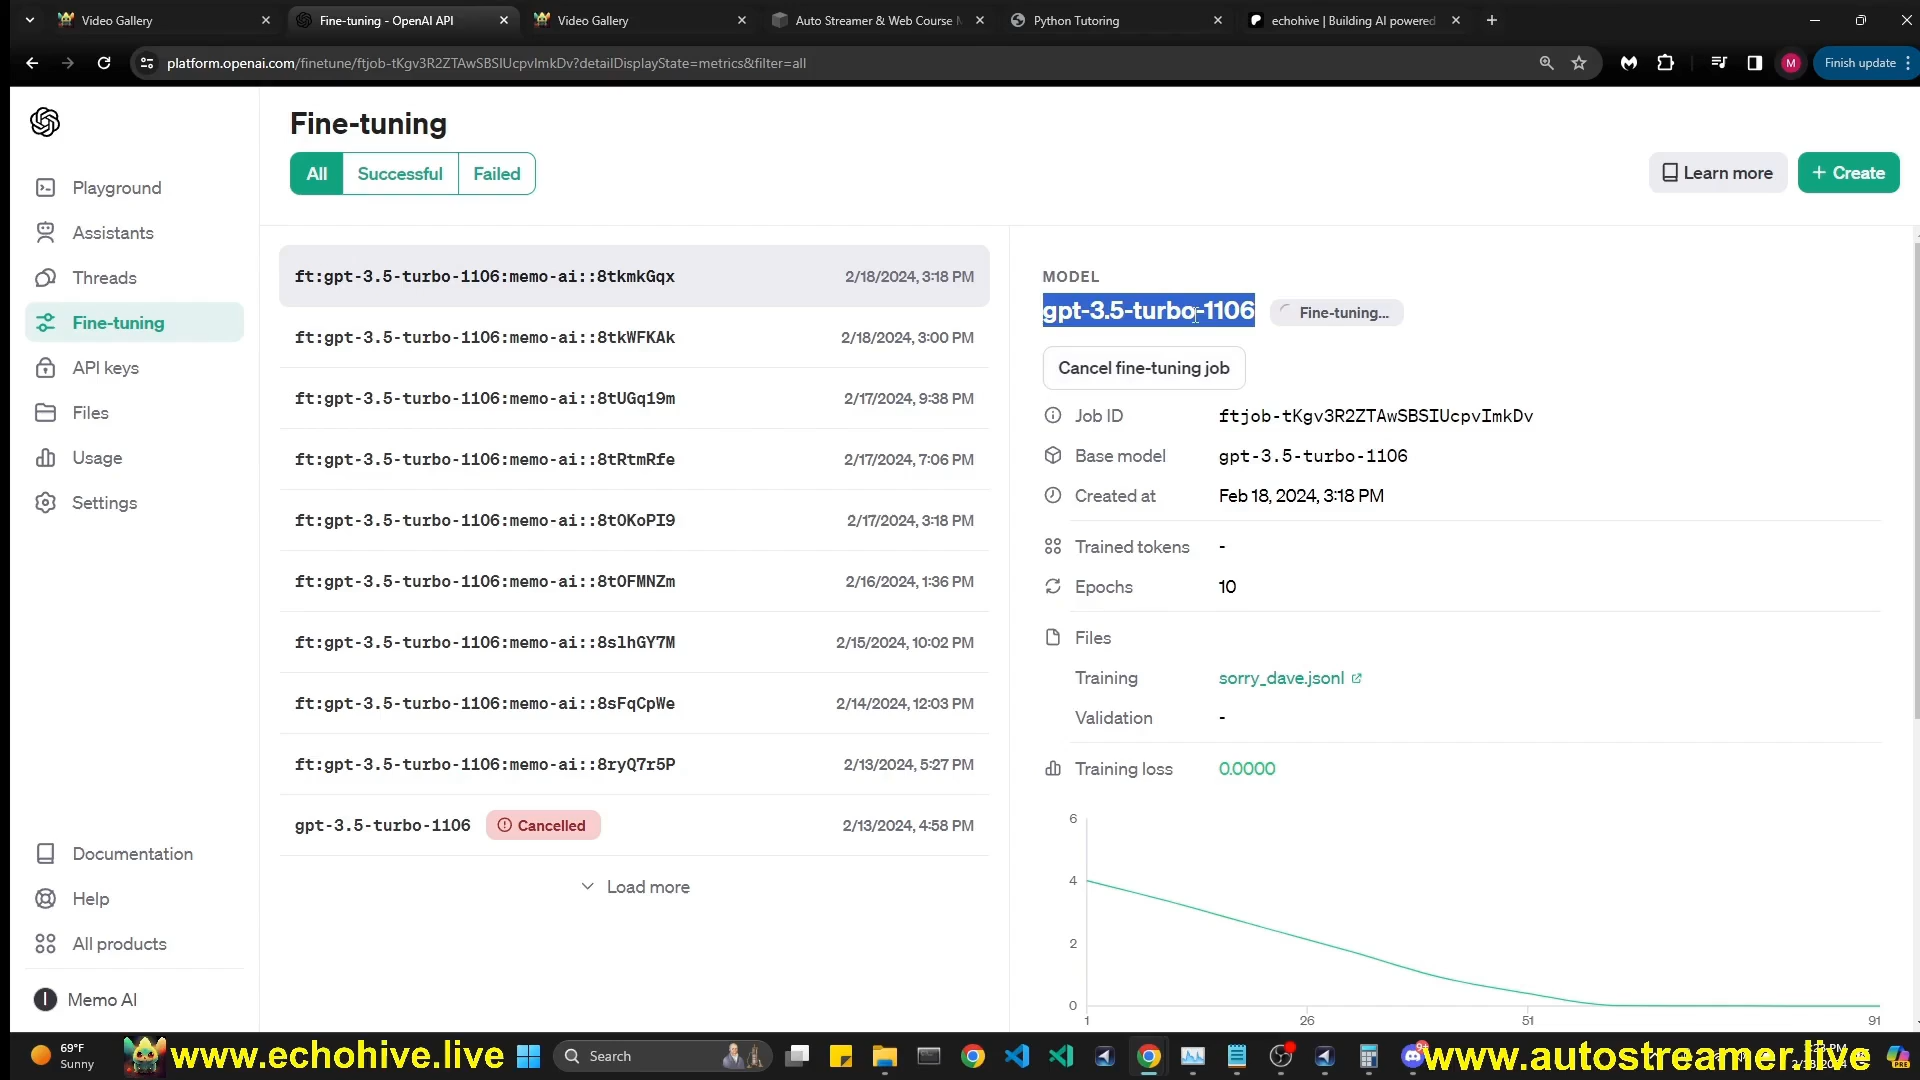 Video Gallery
Fine-tuning - OpenAI API
Video Gallery
Auto Streamer & Web Course
Python Tutoring
echohive | Building AI powered
platform.openai.com/finetune/ftjob-tKgv3R2ZTAwSBSIUcpvImkDv?detailDisplayState=metrics&filter=all
M
Finish update
Fine-tuning
All
Successful
Failed
Learn more
+ Create
Playground
Assistants
Threads
Fine-tuning
API keys
Files
Usage
Settings
Documentation
Help
All products
Memo AI
ft:gpt-3.5-turbo-1106:memo-ai::8tkmkGqx 2/18/2024, 3:18 PM
ft:gpt-3.5-turbo-1106:memo-ai::8tkWFKAk 2/18/2024, 3:00 PM
ft:gpt-3.5-turbo-1106:memo-ai::8tUGq19m 2/17/2024, 9:38 PM
ft:gpt-3.5-turbo-1106:memo-ai::8tRtmRfe 2/17/2024, 7:06 PM
ft:gpt-3.5-turbo-1106:memo-ai::8tOKoPI9 2/17/2024, 3:18 PM
ft:gpt-3.5-turbo-1106:memo-ai::8tOFMNZm 2/16/2024, 1:36 PM
ft:gpt-3.5-turbo-1106:memo-ai::8slhGY7M 2/15/2024, 10:02 PM
ft:gpt-3.5-turbo-1106:memo-ai::8sFqCpWe 2/14/2024, 12:03 PM
ft:gpt-3.5-turbo-1106:memo-ai::8ryQ7r5P 2/13/2024, 5:27 PM
gpt-3.5-turbo-1106 Cancelled 2/13/2024, 4:58 PM
Load more
MODEL
gpt-3.5-turbo-1106 Fine-tuning...
Cancel fine-tuning job
Job ID ftjob-tKgv3R2ZTAwSBSIUcpvImkDv
Base model gpt-3.5-turbo-1106
Created at Feb 18, 2024, 3:18 PM
Trained tokens -
Epochs 10
Files
Training sorry_dave.jsonl
Validation -
Training loss 0.0000
6
4
2
0
1 26 51 91
69°F
Sunny
www.echohive.live
Search
www.autostreamer.live